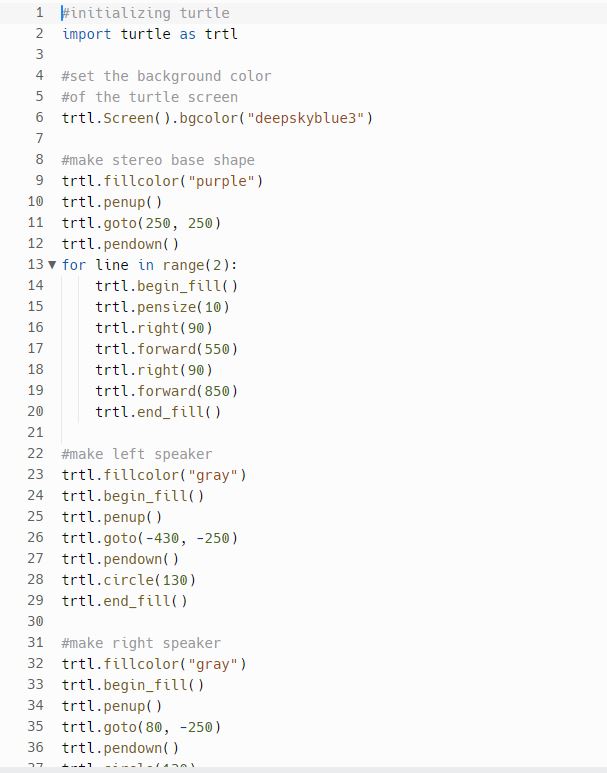 1 #initializing turtle
2 import turtle as trtl
3
4 #set the background color
5 #of the turtle screen
6 trtl.Screen().bgcolor("deepskyblue3")
7
8 #make stereo base shape
9 trtl.fillcolor("purple")
10 trtl.penup()
11 trtl.goto(250, 250)
12 trtl.pendown()
13 for line in range(2):
14     trtl.begin_fill()
15     trtl.pensize(10)
16     trtl.right(90)
17     trtl.forward(550)
18     trtl.right(90)
19     trtl.forward(850)
20     trtl.end_fill()
21
22 #make left speaker
23 trtl.fillcolor("gray")
24 trtl.begin_fill()
25 trtl.penup()
26 trtl.goto(-430, -250)
27 trtl.pendown()
28 trtl.circle(130)
29 trtl.end_fill()
30
31 #make right speaker
32 trtl.fillcolor("gray")
33 trtl.begin_fill()
34 trtl.penup()
35 trtl.goto(80, -250)
36 trtl.pendown()
37 trtl.circle(130)